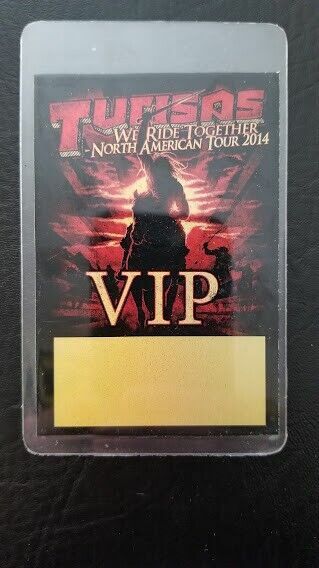 TURISAS
WE RIDE TOGETHER
-NORTH AMERICAN TOUR 2014
VIP